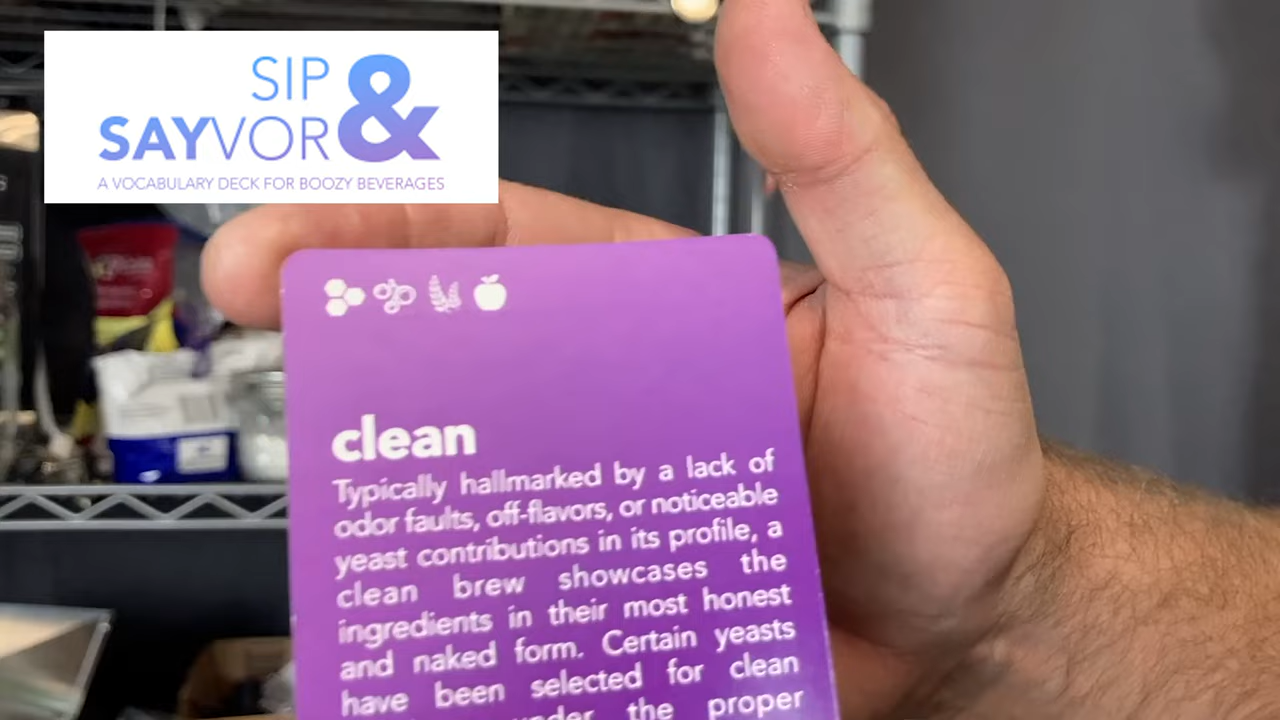 SIP
SAYVOR &
A VOCABULARY DECK FOR BOOZY BEVERAGES
clean
Typically hallmarked by a lack of
odor faults, off-flavors, or noticeable
yeast contributions in its profile, a
clean brew showcases the
ingredients in their most honest
and naked form. Certain yeasts
have been selected for clean
under the proper